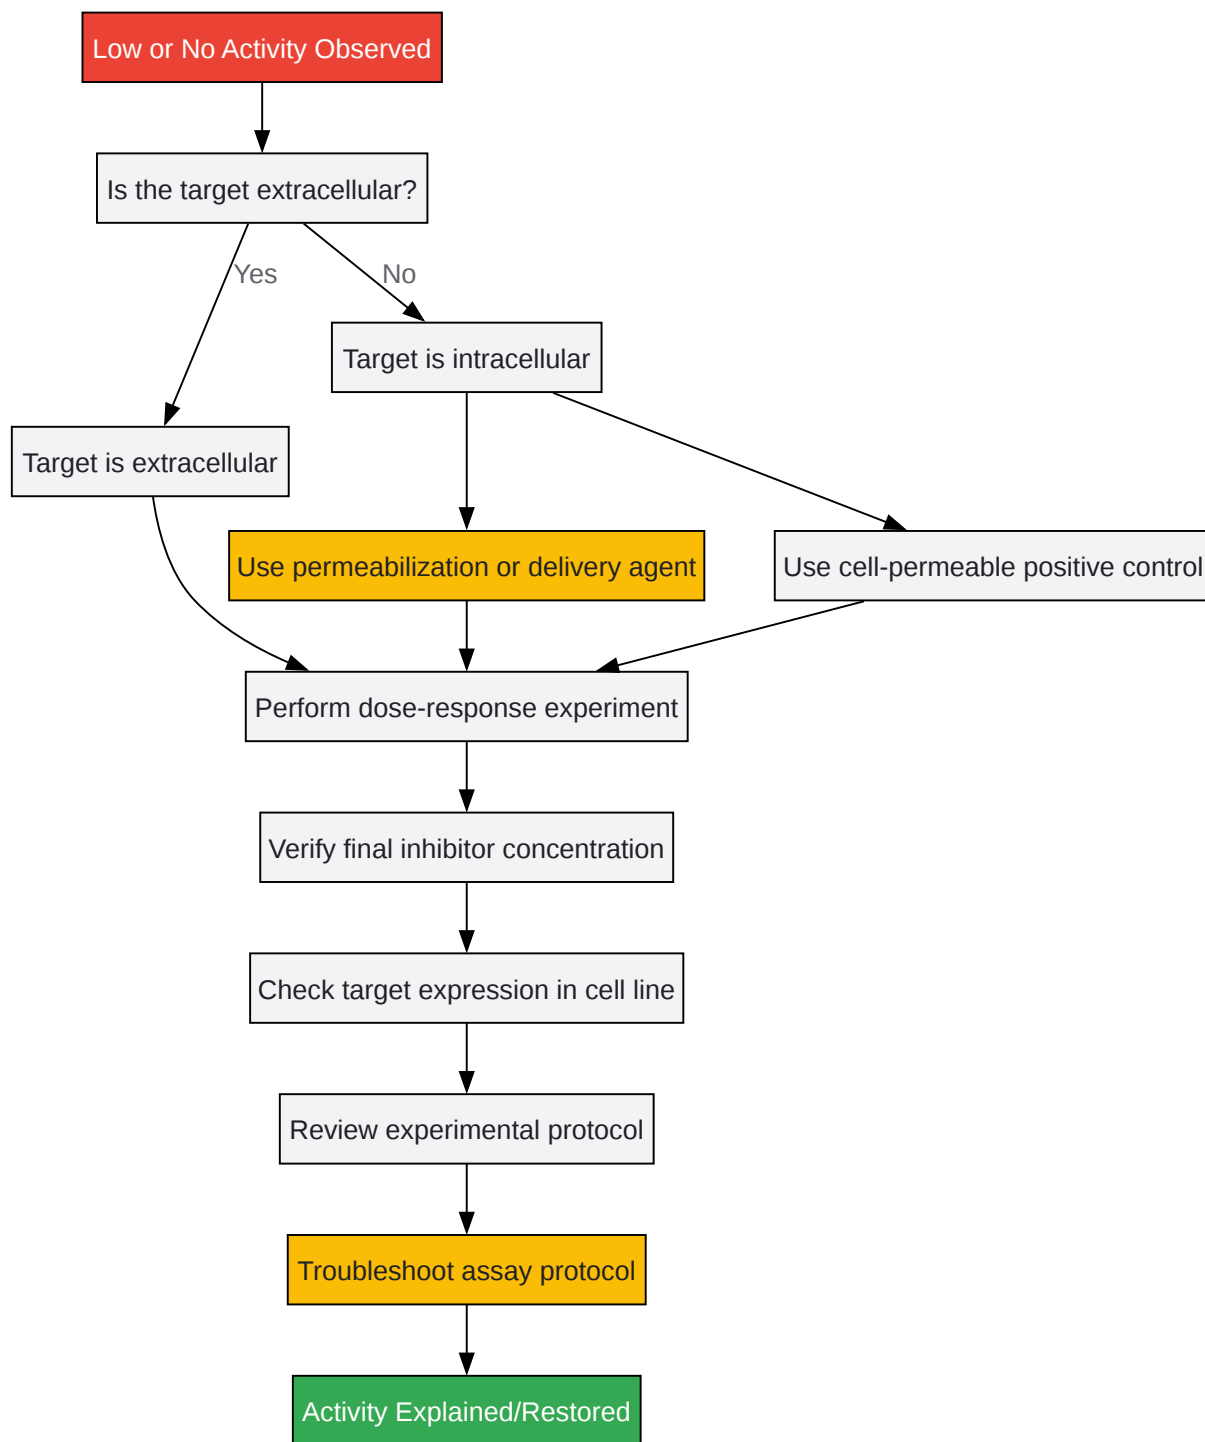 Low or No Activity Observed
Is the target extracellular?
Yes
No
Target is intracellular
Target is extracellular
Use permeabilization or delivery agent
Use cell-permeable positive control
Perform dose-response experiment
Verify final inhibitor concentration
Check target expression in cell line
Review experimental protocol
Troubleshoot assay protocol
Activity Explained/Restored